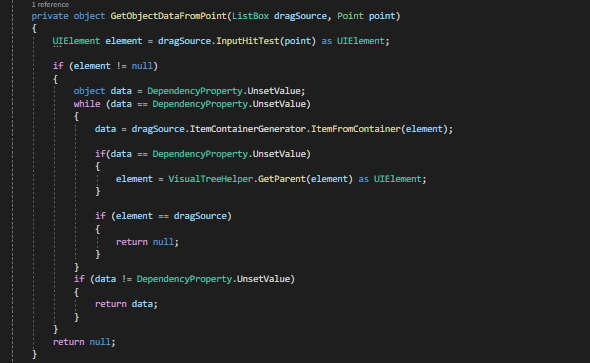 1 reference
private object GetObjectDataFromPoint(ListBox dragSource, Point point)
{
UIElement element = dragSource.InputHitTest(point) as UIElement;
if (element != null)
{
object data = DependencyProperty.UnsetValue;
while (data == DependencyProperty.UnsetValue)
{
data = dragSource.ItemContainerGenerator.ItemFromContainer(element);
if(data == DependencyProperty.UnsetValue)
{
element = VisualTreeHelper.GetParent(element) as UIElement;
}
if (element == dragSource)
{
return null;
}
}
if (data != DependencyProperty.UnsetValue)
{
return data;
}
}
return null;
}